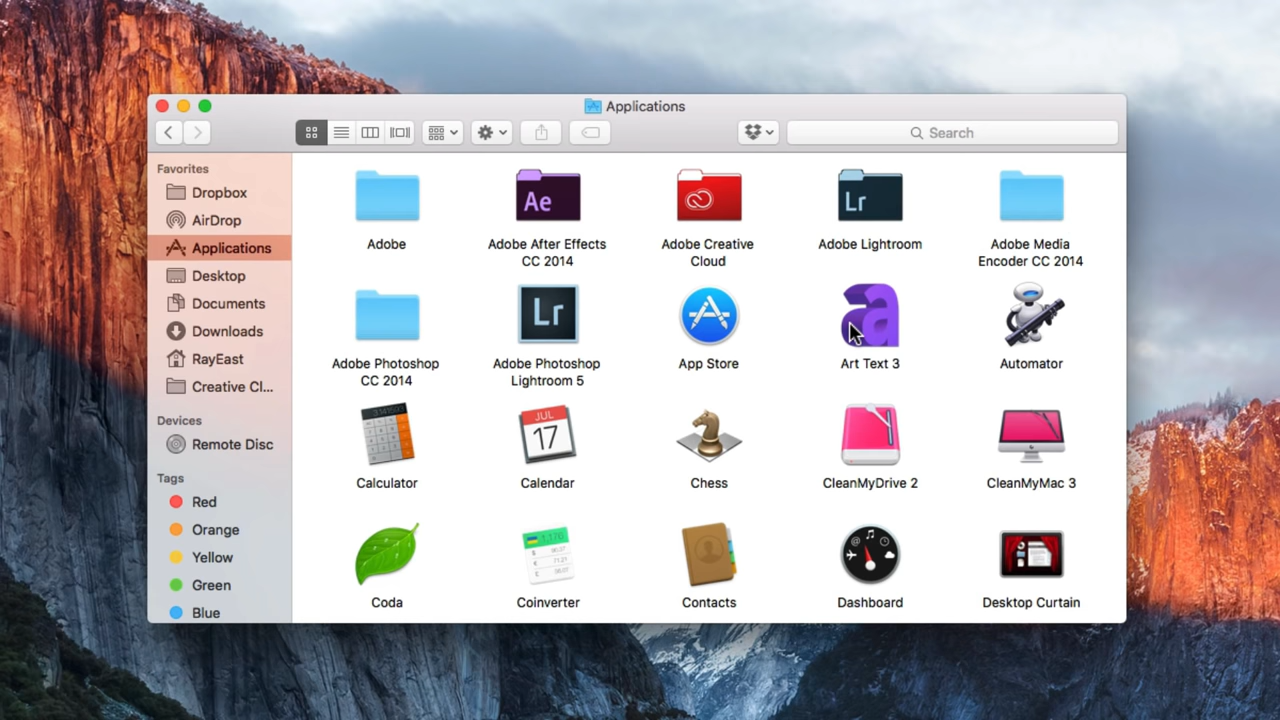 Applications
Search
Favorites
Dropbox
AirDrop
Applications
Desktop
Documents
Downloads
RayEast
Creative Cl...
Devices
Remote Disc
Tags
Red
Orange
Yellow
Green
Blue
Ae
Lr
Adobe
Adobe After Effects
CC 2014
Adobe Creative
Cloud
Adobe Lightroom
Adobe Media
Encoder CC 2014
Lr
a
Adobe Photoshop
CC 2014
Adobe Photoshop
Lightroom 5
App Store
Art Text 3
Automator
JUL
17
Calculator
Calendar
Chess
CleanMyDrive 2
CleanMyMac 3
Coda
Coinverter
Contacts
Dashboard
Desktop Curtain